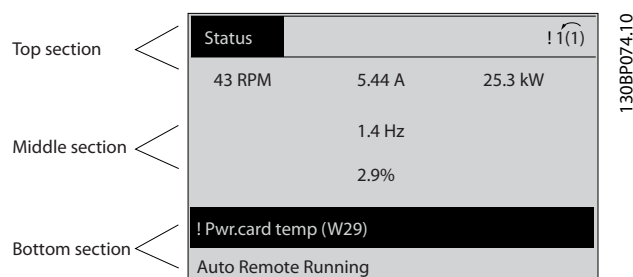 Top section
Status
! 1(1)
43 RPM 5.44 A 25.3 kW
Middle section
1.4 Hz
2.9%
! Pwr.card temp (W29)
Bottom section
Auto Remote Running
130BP074.10